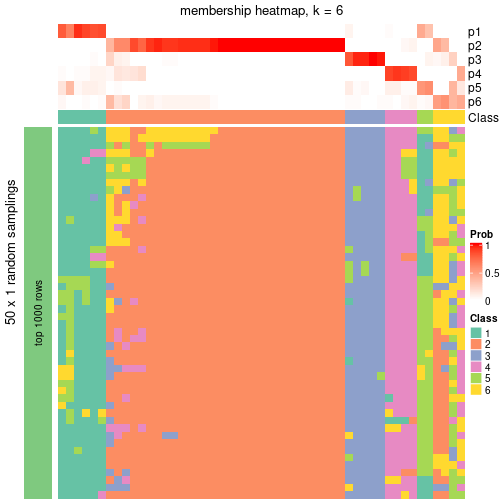 membership heatmap, k = 6
p1
p2
p3
p4
p5
p6
Class
50 x 1 random samplings
top 1000 rows
Prob
1
0.5
0
Class
1
2
3
4
5
6